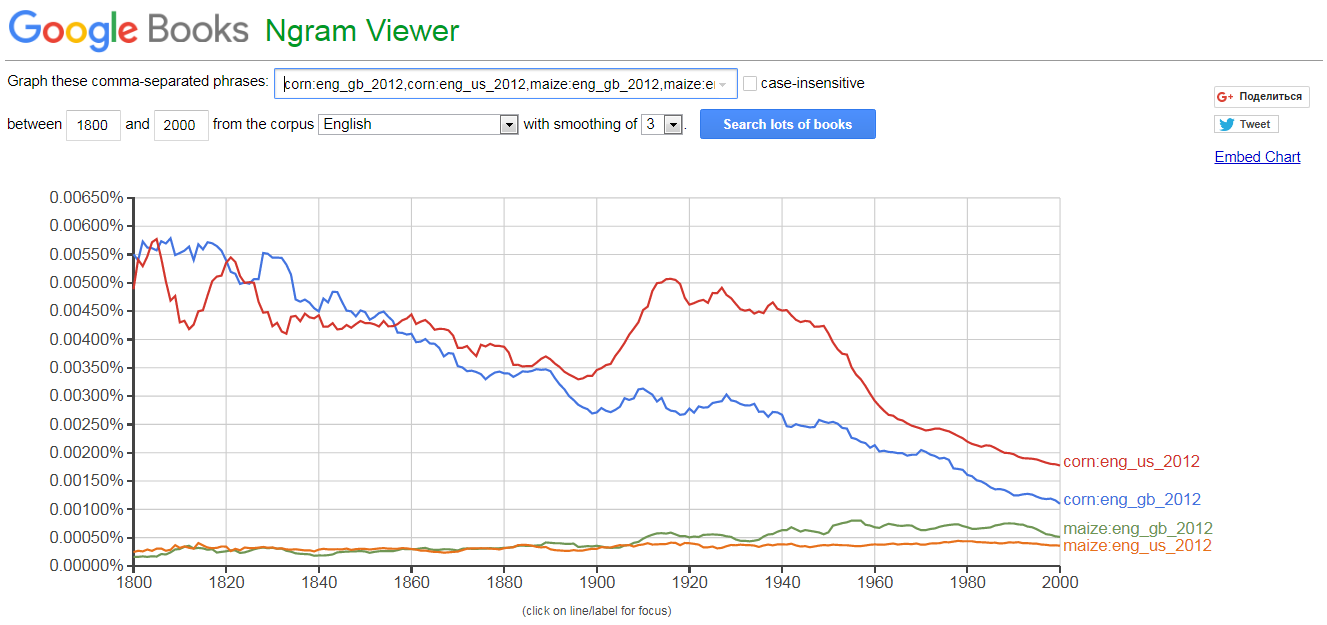 Google Books Ngram Viewer
Graph these comma-separated phrases: corn:eng_gb_2012,corn:eng_us_2012,maize:eng_gb_2012,maize:e case-insensitive
between 1800 and 2000 from the corpus English with smoothing of 3 . Search lots of books
G+ Поделиться
Tweet
Embed Chart
0.00650%
0.00600%
0.00550%
0.00500%
0.00450%
0.00400%
0.00350%
0.00300%
0.00250%
0.00200%
0.00150%
0.00100%
0.00050%
0.00000%
corn:eng_us_2012
corn:eng_gb_2012
maize:eng_gb_2012
maize:eng_us_2012
1800 1820 1840 1860 1880 1900 1920 1940 1960 1980 2000
(click on line/label for focus)